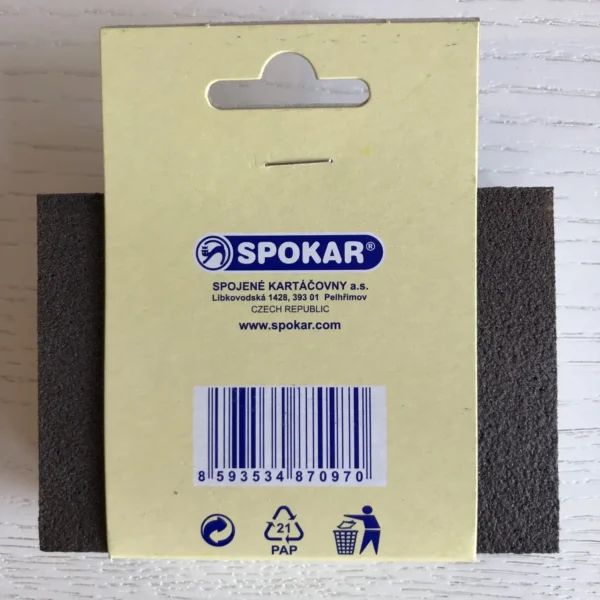 SPOKAR®
SPOJENÉ KARTÁČOVNY a.s.
Libkovodská 1428, 393 01 Pelhřimov
CZECH REPUBLIC
www.spokar.com
8 593534 870970
21
PAP